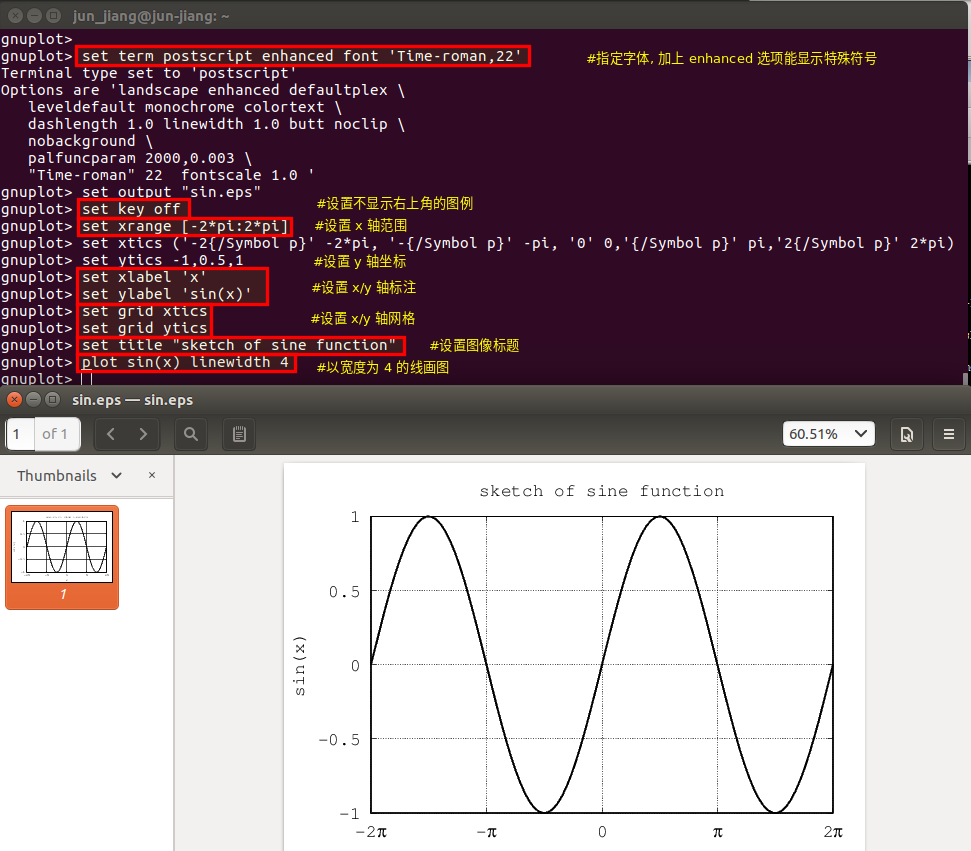 jun_jiang@jun-jiang: ~
gnuplot>
gnuplot> set term postscript enhanced font 'Time-roman,22' #指定字体, 加上 enhanced 选项能显示特殊符号
Terminal type set to 'postscript'
Options are 'landscape enhanced defaultplex \
leveldefault monochrome colortext \
dashlength 1.0 linewidth 1.0 butt noclip \
nobackground \
palfuncparam 2000,0.003 \
"Time-roman" 22  fontscale 1.0 '
gnuplot> set output "sin.eps"
gnuplot> set key off #设置不显示右上角的图例
gnuplot> set xrange [-2*pi:2*pi] #设置 x 轴范围
gnuplot> set xtics ('-2{/Symbol p}' -2*pi, '-{/Symbol p}' -pi, '0' 0,'{/Symbol p}' pi,'2{/Symbol p}' 2*pi)
gnuplot> set ytics -1,0.5,1 #设置 y 轴坐标
gnuplot> set xlabel 'x' #设置 x/y 轴标注
gnuplot> set ylabel 'sin(x)'
gnuplot> set grid xtics #设置 x/y 轴网格
gnuplot> set grid ytics
gnuplot> set title "sketch of sine function" #设置图像标题
gnuplot> plot sin(x) linewidth 4 #以宽度为 4 的线画图
gnuplot>
sin.eps — sin.eps
1 of 1 60.51%
Thumbnails ×
1
sketch of sine function
1
0.5
0
−0.5
−1
sin(x)
−2π −π 0 π 2π